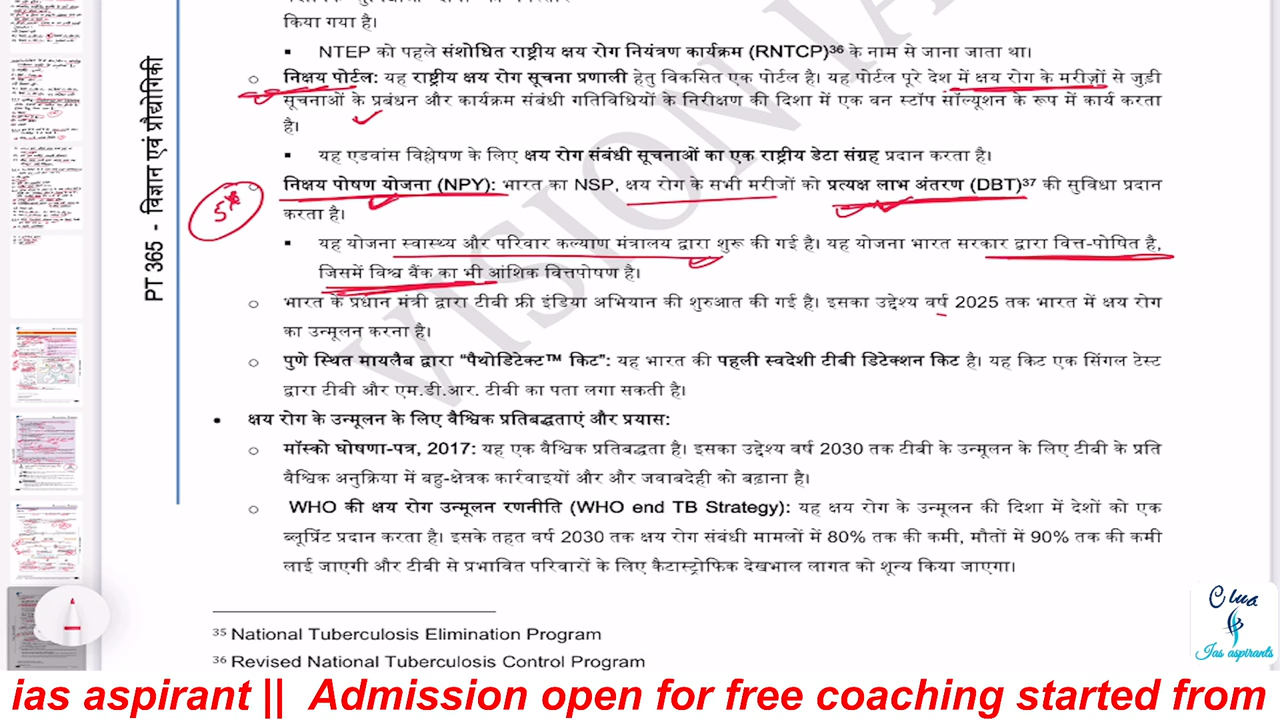 किया गया है।
▪ NTEP को पहले संशोधित राष्ट्रीय क्षय रोग नियंत्रण कार्यक्रम (RNTCP)³⁶ के नाम से जाना जाता था।
○ निक्षय पोर्टल: यह राष्ट्रीय क्षय रोग सूचना प्रणाली हेतु विकसित एक पोर्टल है। यह पोर्टल पूरे देश में क्षय रोग के मरीज़ों से जुड़ी
सूचनाओं के प्रबंधन और कार्यक्रम संबंधी गतिविधियों के निरीक्षण की दिशा में एक वन स्टॉप सॉल्यूशन के रूप में कार्य करता
है।
▪ यह एडवांस विश्लेषण के लिए क्षय रोग संबंधी सूचनाओं का एक राष्ट्रीय डेटा संग्रह प्रदान करता है।
○ निक्षय पोषण योजना (NPY): भारत का NSP, क्षय रोग के सभी मरीजों को प्रत्यक्ष लाभ अंतरण (DBT)³⁷ की सुविधा प्रदान
करता है।
▪ यह योजना स्वास्थ्य और परिवार कल्याण मंत्रालय द्वारा शुरू की गई है। यह योजना भारत सरकार द्वारा वित्त-पोषित है,
जिसमें विश्व बैंक का भी आंशिक वित्तपोषण है।
○ भारत के प्रधान मंत्री द्वारा टीबी फ्री इंडिया अभियान की शुरुआत की गई है। इसका उद्देश्य वर्ष 2025 तक भारत में क्षय रोग
का उन्मूलन करना है।
○ पुणे स्थित मायलैब द्वारा "पैथोडिटेक्ट™ किट": यह भारत की पहली स्वदेशी टीबी डिटेक्शन किट है। यह किट एक सिंगल टेस्ट
द्वारा टीबी और एम.डी.आर. टीबी का पता लगा सकती है।
• क्षय रोग के उन्मूलन के लिए वैश्विक प्रतिबद्धताएं और प्रयास:
○ मॉस्को घोषणा-पत्र, 2017: यह एक वैश्विक प्रतिबद्धता है। इसका उद्देश्य वर्ष 2030 तक टीबी के उन्मूलन के लिए टीबी के प्रति
वैश्विक अनुक्रिया में बहु-क्षेत्रक कार्रवाइयों और और जवाबदेही को बढ़ाना है।
○ WHO की क्षय रोग उन्मूलन रणनीति (WHO end TB Strategy): यह क्षय रोग के उन्मूलन की दिशा में देशों को एक
ब्लूप्रिंट प्रदान करता है। इसके तहत वर्ष 2030 तक क्षय रोग संबंधी मामलों में 80% तक की कमी, मौतों में 90% तक की कमी
लाई जाएगी और टीबी से प्रभावित परिवारों के लिए कैटास्ट्रोफिक देखभाल लागत को शून्य किया जाएगा।
³⁵ National Tuberculosis Elimination Program
³⁶ Revised National Tuberculosis Control Program
PT 365 - विज्ञान एवं प्रौद्योगिकी
VISION IA
Ias aspirants
ias aspirant || Admission open for free coaching started from